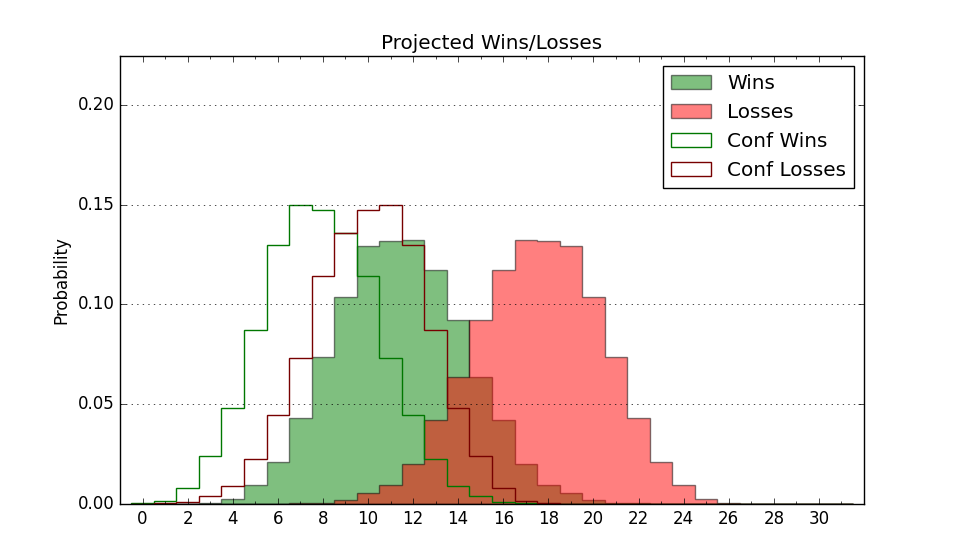 Projected Wins/Losses
Wins
Losses
Conf Wins
Conf Losses
Probability
0.20
0.15
0.10
0.05
0.00
0 2 4 6 8 10 12 14 16 18 20 22 24 26 28 30